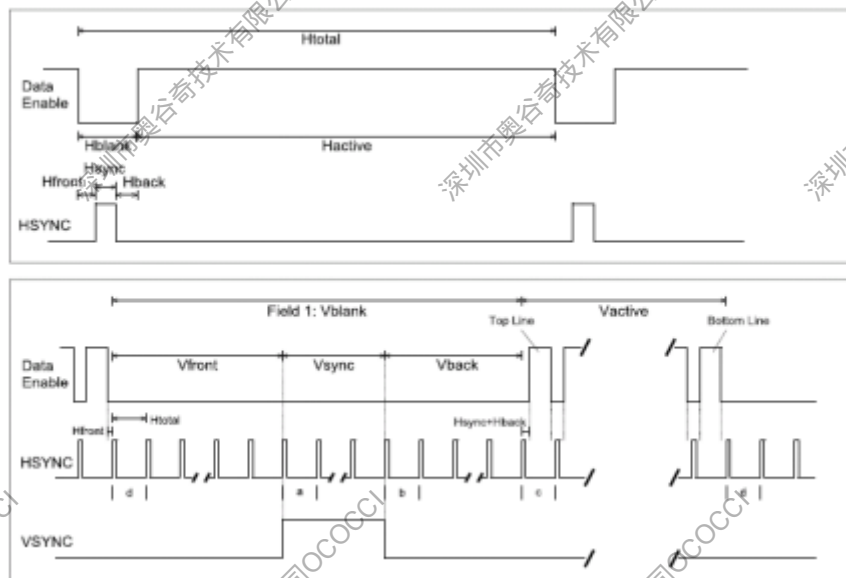 深圳市奥谷奇技术有限公
Htotal
Data
Enable
Hblank
Hactive
Hsync
Hfront
Hback
HSYNC
深圳市奥谷奇技术有限公
深圳
Field 1: Vblank
Vactive
Top Line
Bottom Line
Data
Enable
Vfront
Vsync
Vback
Hfront
Htotal
Hsync+Hback
HSYNC
d
a
b
c
d
VSYNC
OCOCCI
OCOCCI